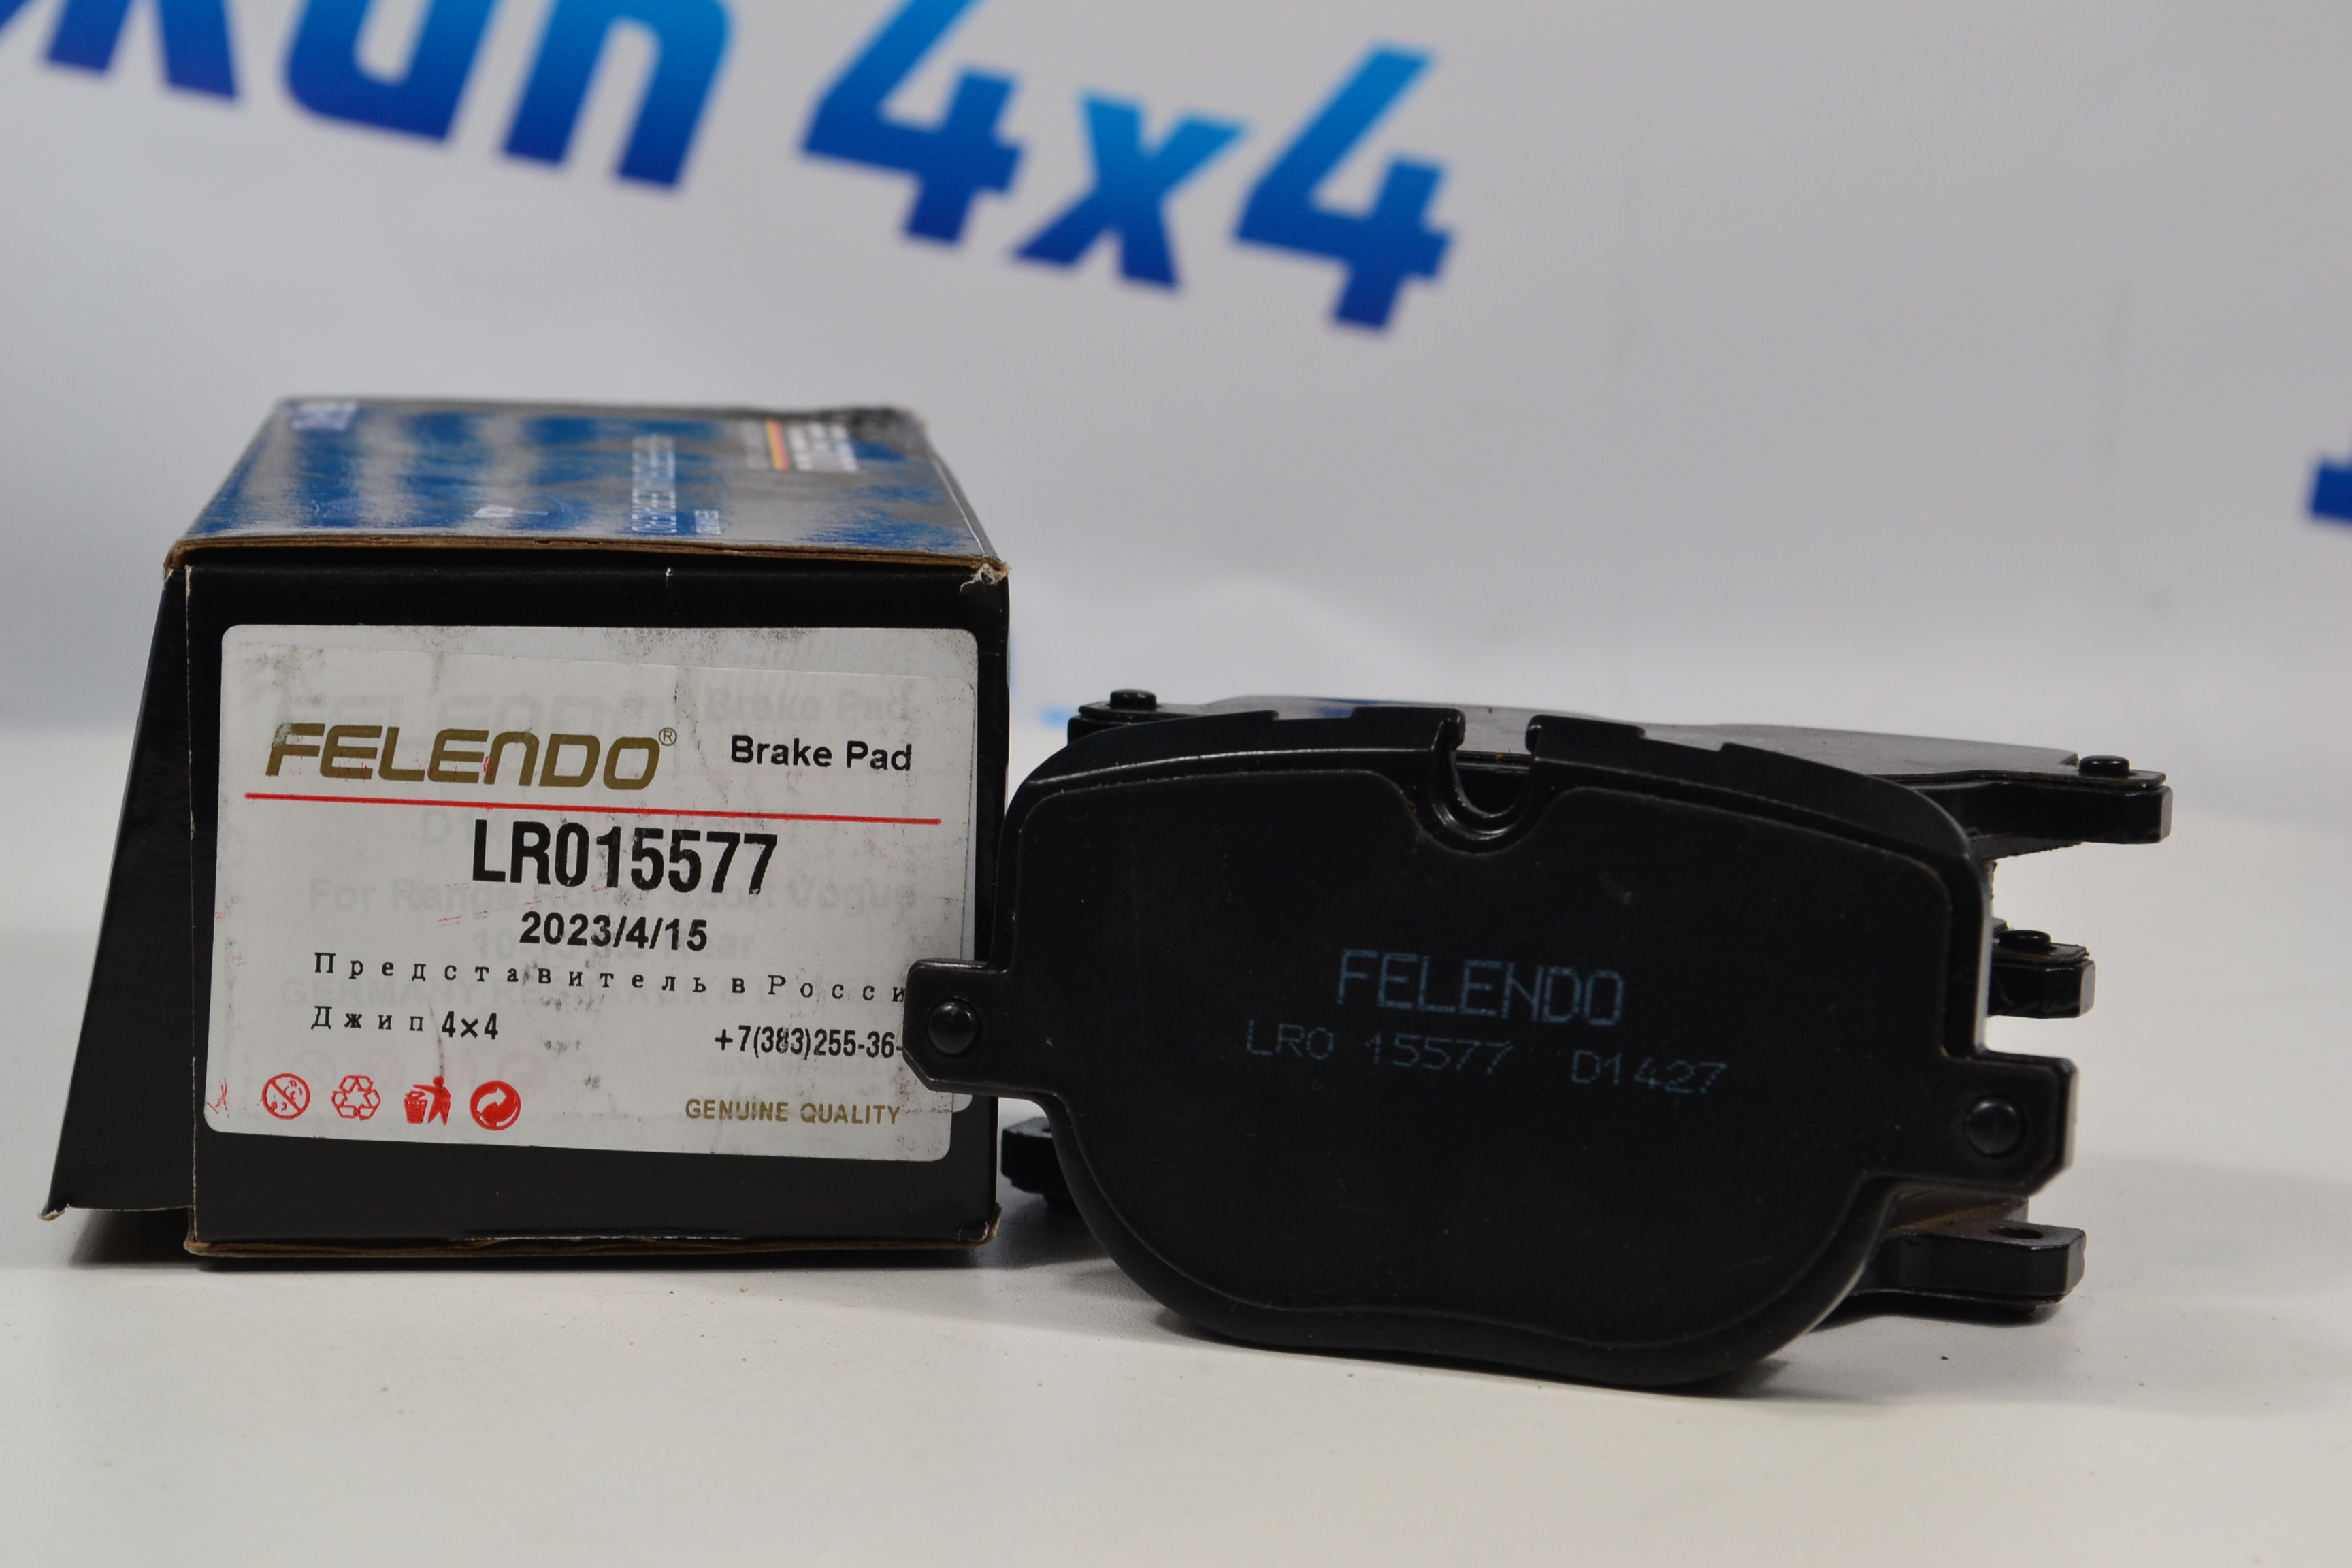 4x4
FELENDO® Brake Pad
LR015577
2023/4/15
Представитель в Росси
Джип 4×4 +7(383)255-36-
GENUINE QUALITY
FELENDO
LR0 15577 D1427